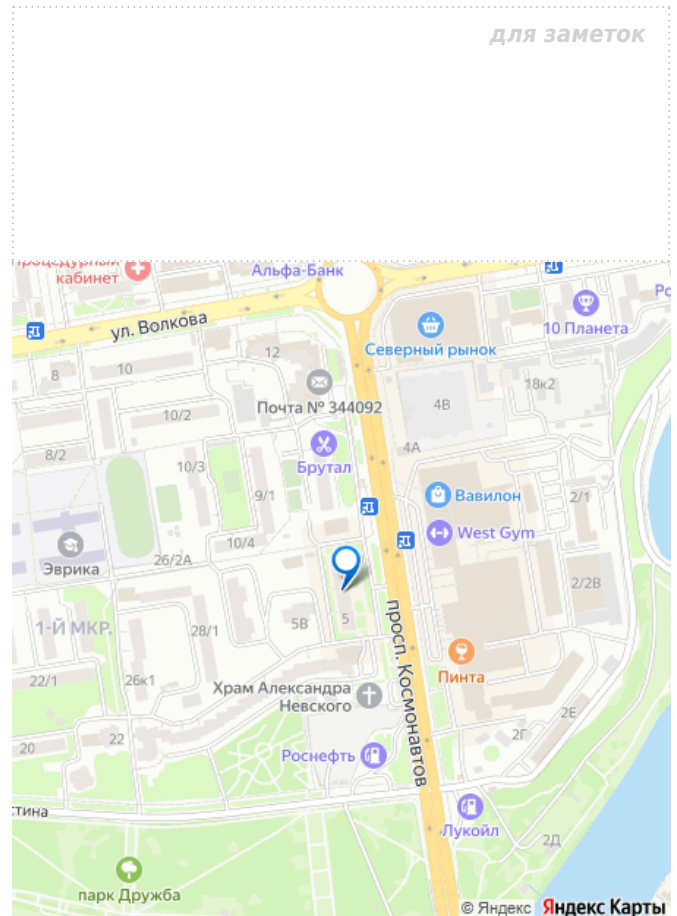 для заметок
Процедурный
кабинет
Альфа-Банк
ул. Волкова
10 Планета
Северный рынок
12
8
10
18к2
4В
Почта № 344092
10/2
4А
8/2
Брутал
10/3
9/1
Вавилон
2/1
West Gym
10/4
Эврика
26/2А
2/2В
5
5В
1-Й МКР.
28/1
просп. Космонавтов
Пинта
22/1
26к1
Храм Александра
Невского
2Е
2Г
22
20
Роснефть
Лукойл
2Д
парк Дружба
© Яндекс Яндекс Карты